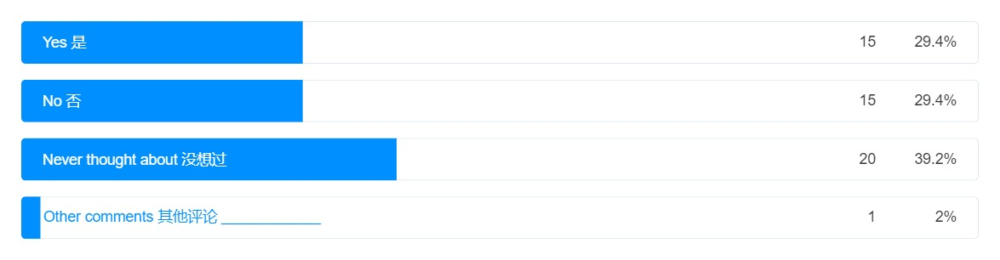 Yes 是 15 29.4%
No 否 15 29.4%
Never thought about 没想过 20 39.2%
Other comments 其他评论 ____________ 1 2%